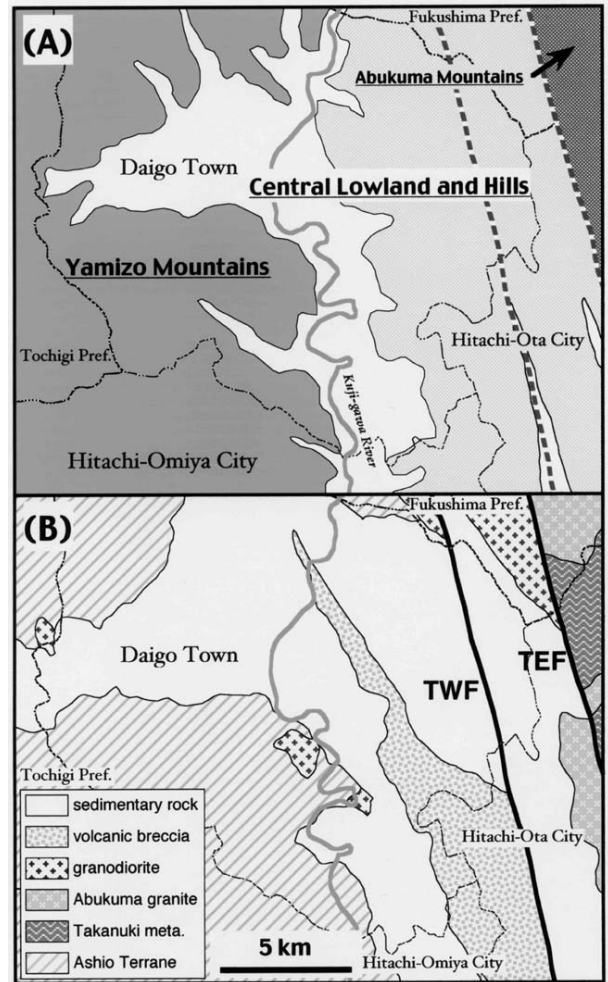 (A)
Fukushima Pref.
Abukuma Mountains
Daigo Town
Central Lowland and Hills
Yamizo Mountains
Hitachi-Ota City
Tochigi Pref.
Kuji-gawa River
Hitachi-Omiya City
(B)
Fukushima Pref.
Daigo Town
TWF
TEF
Tochigi Pref.
sedimentary rock
volcanic breccia
granodiorite
Abukuma granite
Takanuki meta.
Ashio Terrane
Hitachi-Ota City
5 km
Hitachi-Omiya City